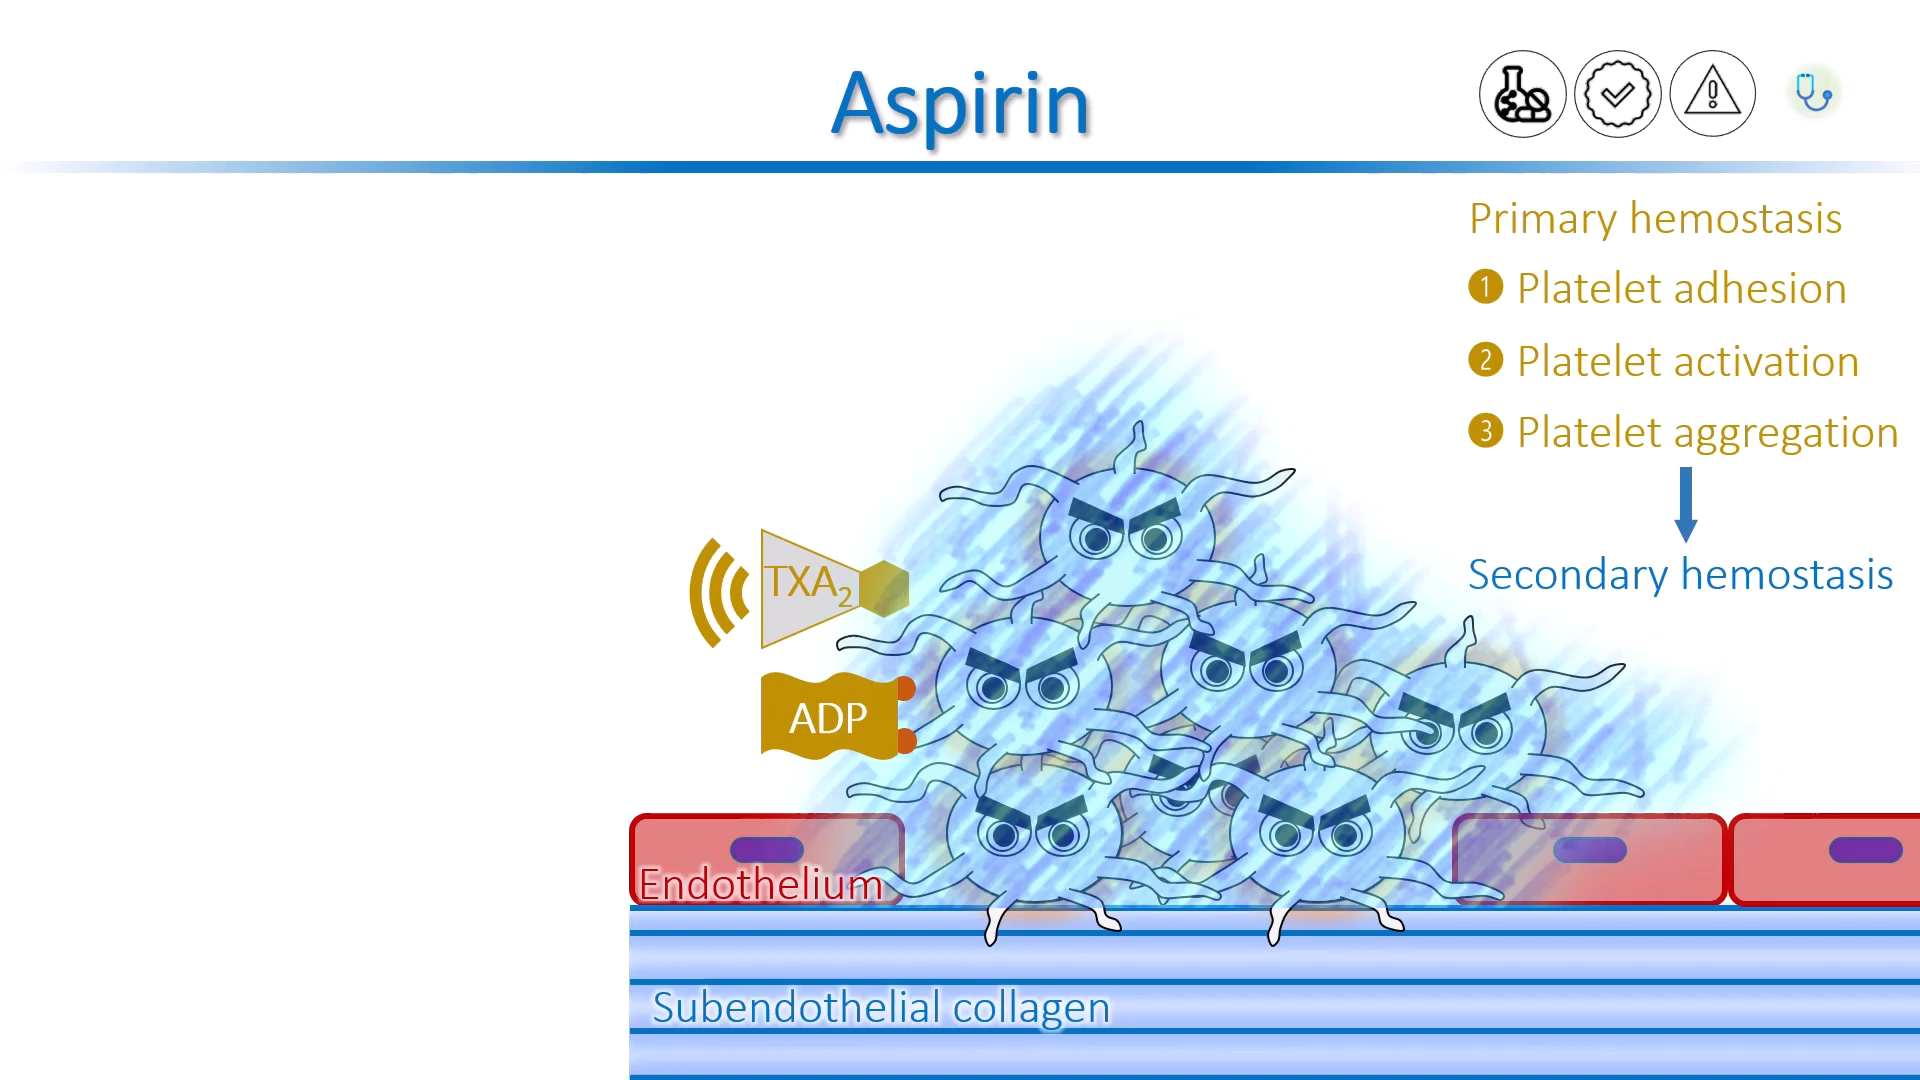 Aspirin
Primary hemostasis
1 Platelet adhesion
2 Platelet activation
3 Platelet aggregation
Secondary hemostasis
TXA₂
ADP
Endothelium
Subendothelial collagen